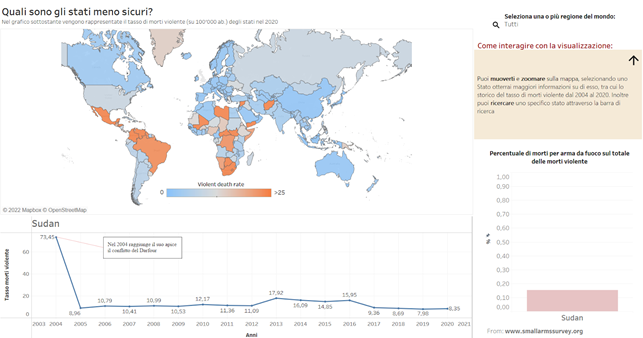 Quali sono gli stati meno sicuri?
Nel grafico sottostante vengono rappresentate il tasso di morti violente (su 100'000 ab.) degli stati nel 2020
Seleziona una o più regione del mondo:
Tutti
Come interagire con la visualizzazione:
Puoi muoverti e zoomare sulla mappa, selezionando uno
Stato otterrai maggiori informazioni su di esso, tra cui lo
storico del tasso di morti violente dal 2004 al 2020. Inoltre
puoi ricercare uno specifico stato attraverso la barra di
ricerca
Violent death rate
0 >25
© 2022 Mapbox © OpenStreetMap
Percentuale di morti per arma da fuoco sul totale
delle morti violente
1,00
0,90
0,80
0,70
0,60
0,50
0,40
0,30
0,20
0,10
0,00
%
Sudan
From: www.smallarmssurvey.org
Sudan
Tasso morti violente
60
40
20
0
73,45
Nel 2004 raggiunge il suo apice
il conflitto del Darfour
8,96
10,79
10,41
10,99
10,53
12,17
11,36
11,09
17,92
16,09
14,85
15,95
9,36
8,69
7,98
8,35
2003 2004 2005 2006 2007 2008 2009 2010 2011 2012 2013 2014 2015 2016 2017 2018 2019 2020 2021
Anni